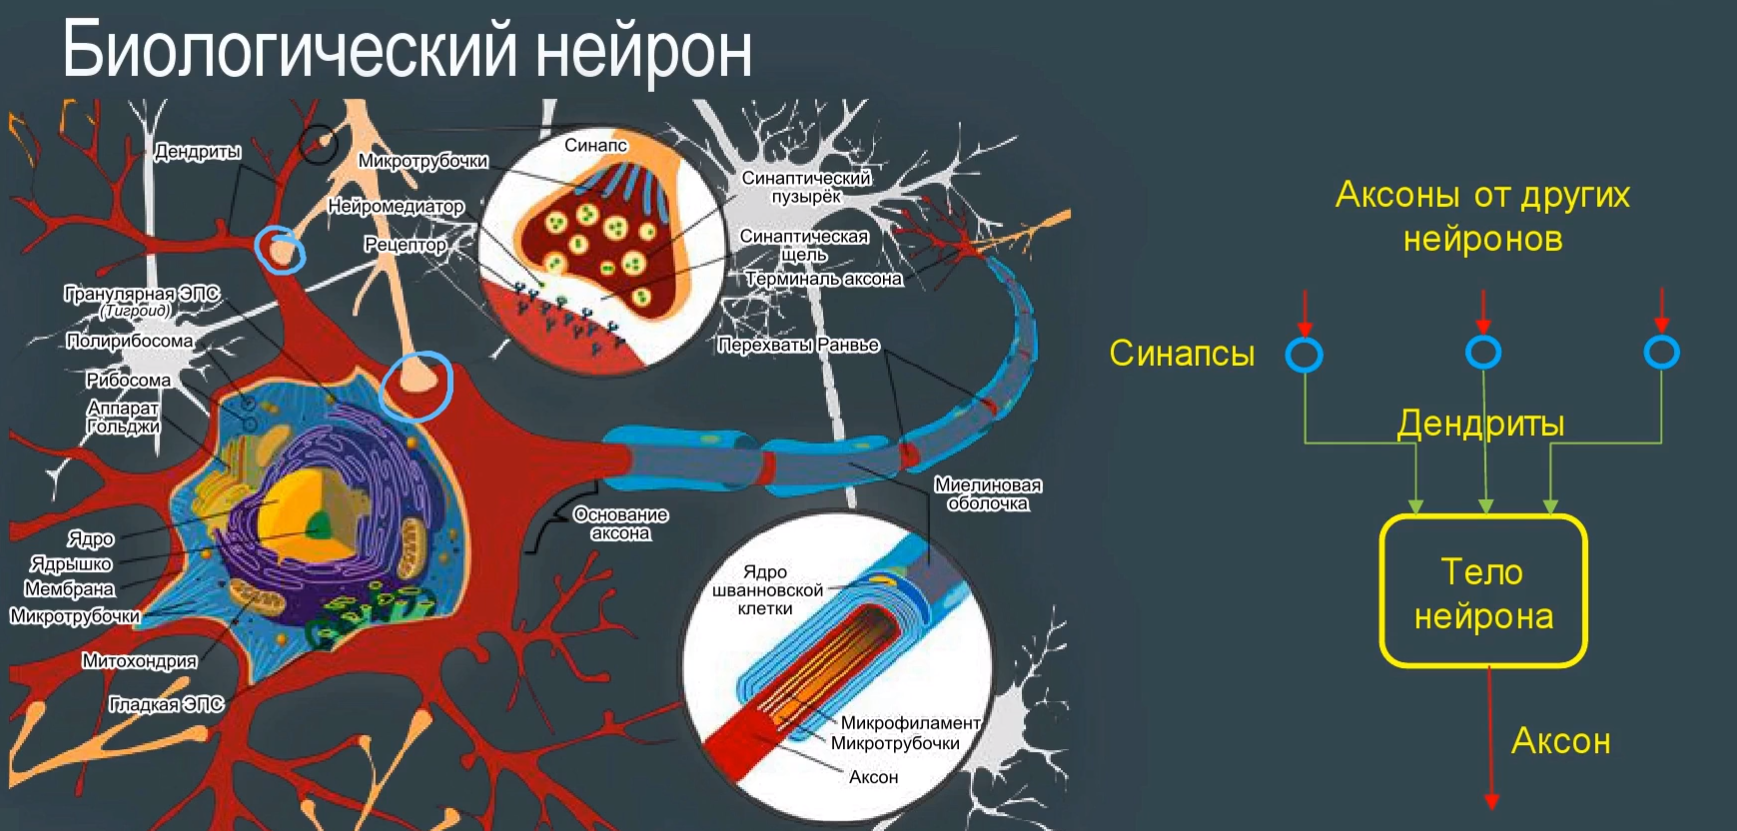 Биологический нейрон
Дендриты
Микротрубочки
Нейромедиатор
Рецептор
Синапс
Синаптический
пузырёк
Синаптическая
щель
Терминаль аксона
Перехваты Ранвье
Гранулярная ЭПС
(Тигроид)
Полирибосома
Рибосома
Аппарат
Гольджи
Ядро
Ядрышко
Мембрана
Микротрубочки
Митохондрия
Гладкая ЭПС
Основание
аксона
Миелиновая
оболочка
Ядро
шванновской
клетки
Микрофиламент
Микротрубочки
Аксон
Аксоны от других
нейронов
Синапсы
Дендриты
Тело
нейрона
Аксон